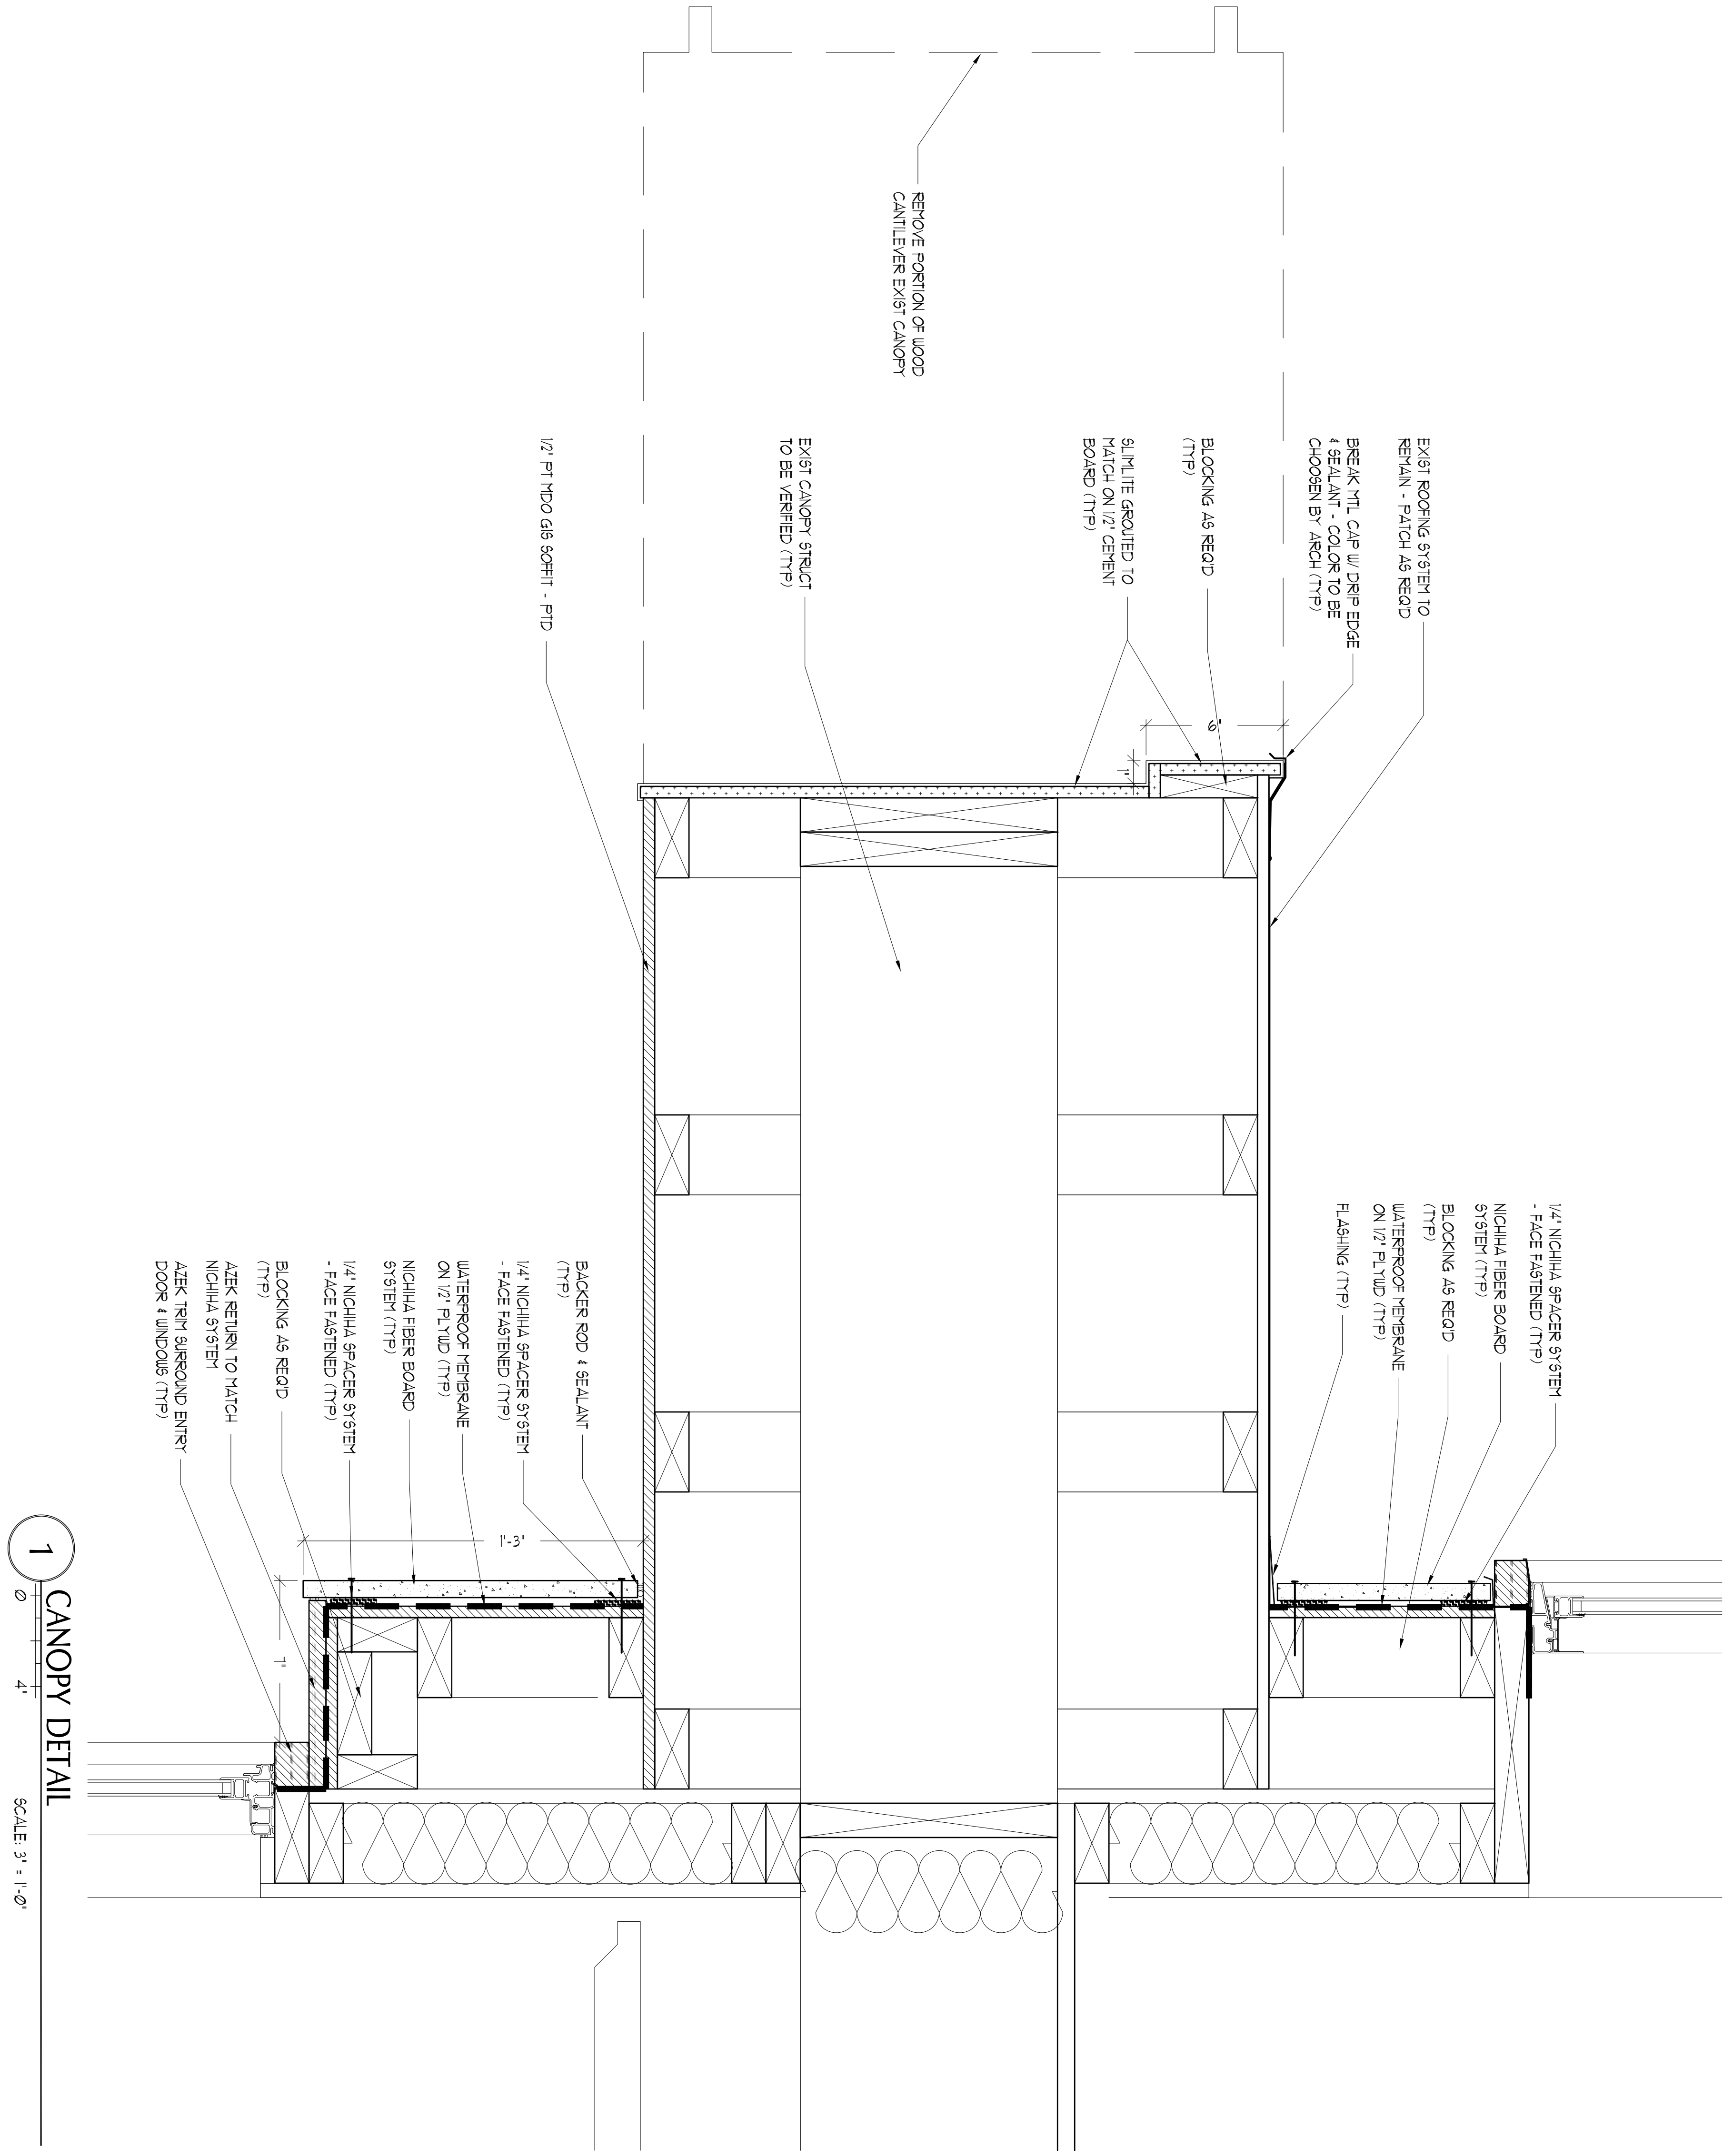 1/4" NICHIHA SPACER SYSTEM
- FACE FASTENED (TYP)
NICHIHA FIBER BOARD
SYSTEM (TYP)
BLOCKING AS REQ'D
(TYP)
WATERPROOF MEMBRANE
ON 1/2" PLYWD (TYP)
FLASHING (TYP)
EXIST ROOFING SYSTEM TO
REMAIN - PATCH AS REQ'D
BREAK MTL CAP W/ DRIP EDGE
& SEALANT - COLOR TO BE
CHOOSEN BY ARCH (TYP)
BLOCKING AS REQ'D
(TYP)
SLIMLITE GROUTED TO
MATCH ON 1/2" CEMENT
BOARD (TYP)
EXIST CANOPY STRUCT
TO BE VERIFIED (TYP)
1/2" PT MDO G1S SOFFIT - PTD
REMOVE PORTION OF WOOD
CANTILEVER EXIST CANOPY
6"
1"
BACKER ROD & SEALANT
(TYP)
1/4" NICHIHA SPACER SYSTEM
- FACE FASTENED (TYP)
WATERPROOF MEMBRANE
ON 1/2" PLYWD (TYP)
NICHIHA FIBER BOARD
SYSTEM (TYP)
1/4" NICHIHA SPACER SYSTEM
- FACE FASTENED (TYP)
BLOCKING AS REQ'D
(TYP)
AZEK RETURN TO MATCH
NICHIHA SYSTEM
AZEK TRIM SURROUND ENTRY
DOOR & WINDOWS (TYP)
1'-3"
7"
1
CANOPY DETAIL
0 4" SCALE: 3" = 1'-0"